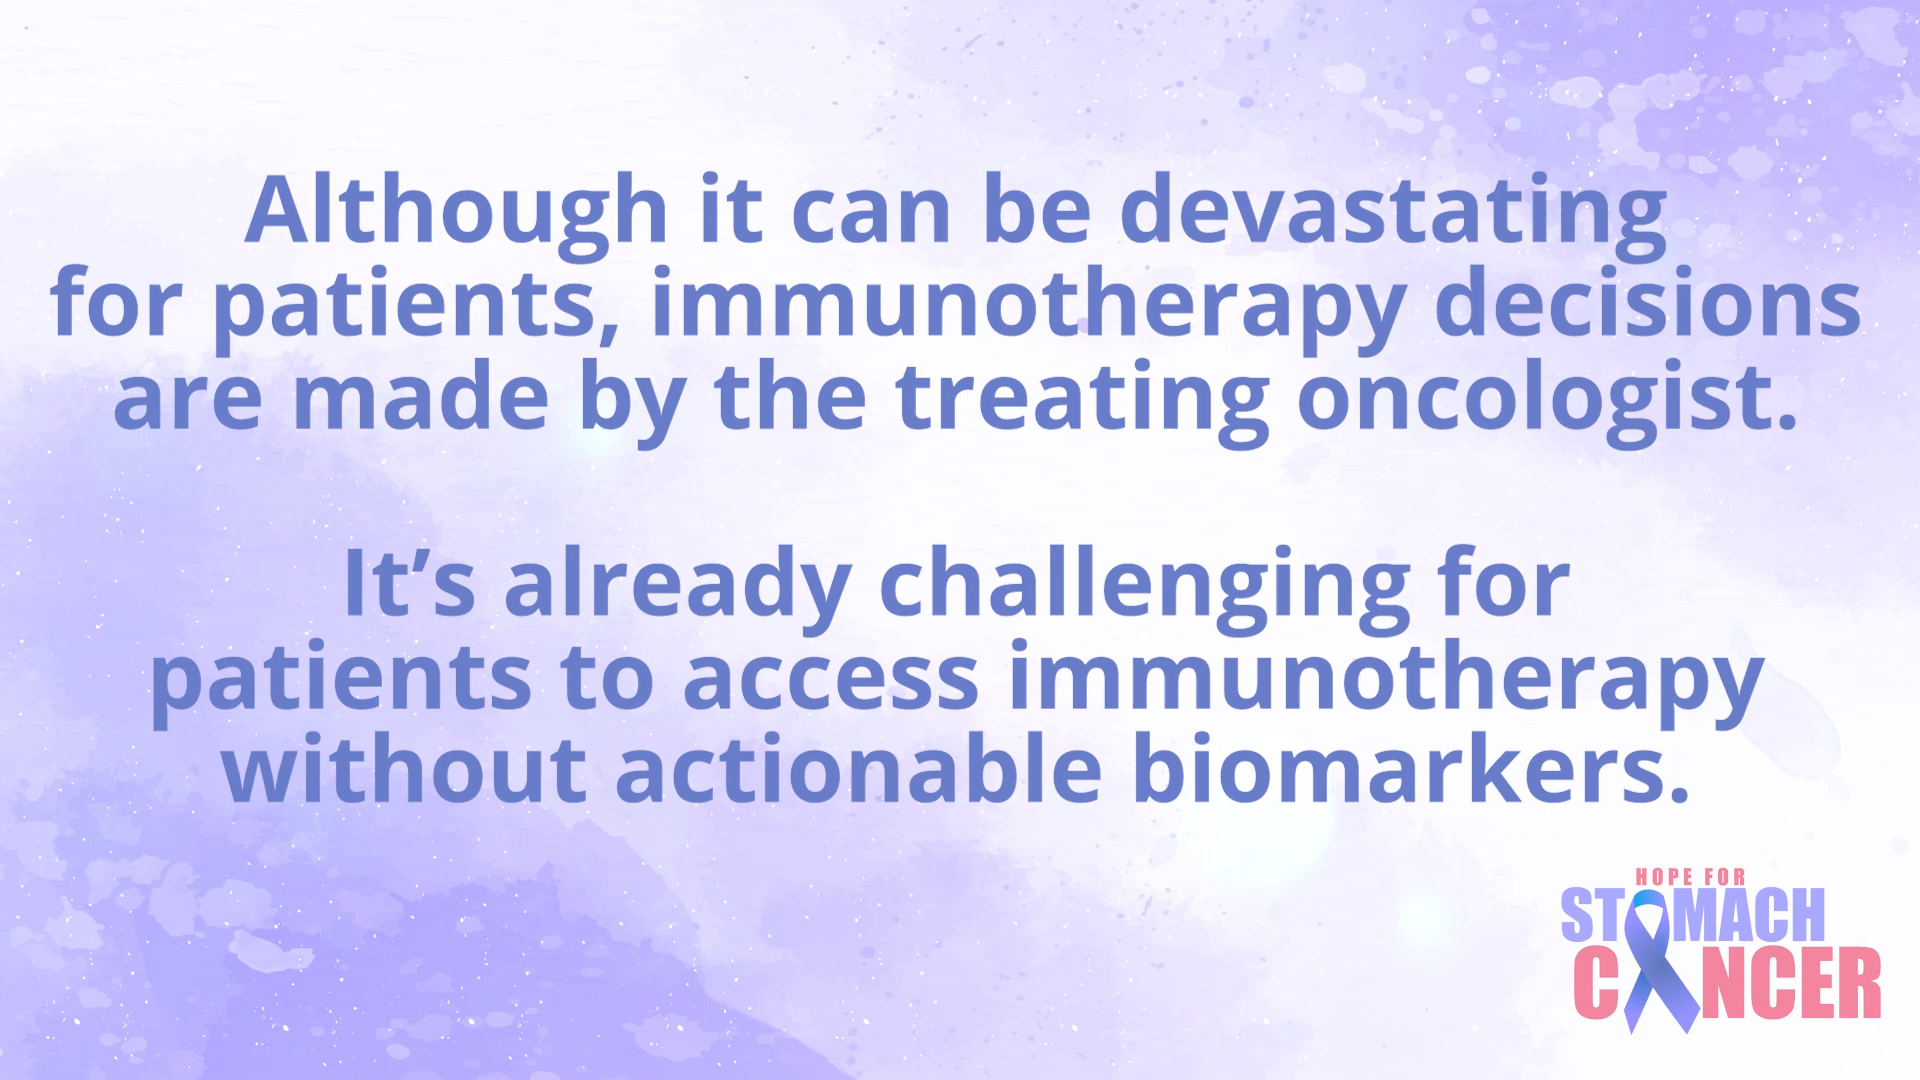 Although it can be devastating
for patients, immunotherapy decisions
are made by the treating oncologist.
It’s already challenging for
patients to access immunotherapy
without actionable biomarkers.
HOPE FOR
STOMACH
CANCER